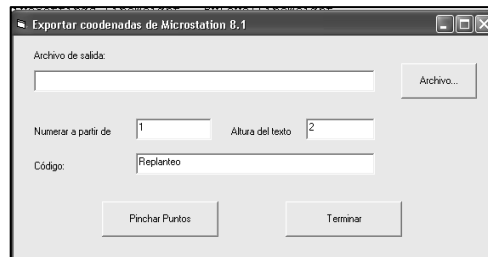 Exportar coodenadas de Microstation 8.1
Archivo de salida:
Archivo...
Numerar a partir de 1 Altura del texto 2
Código: Replanteo
Pinchar Puntos Terminar